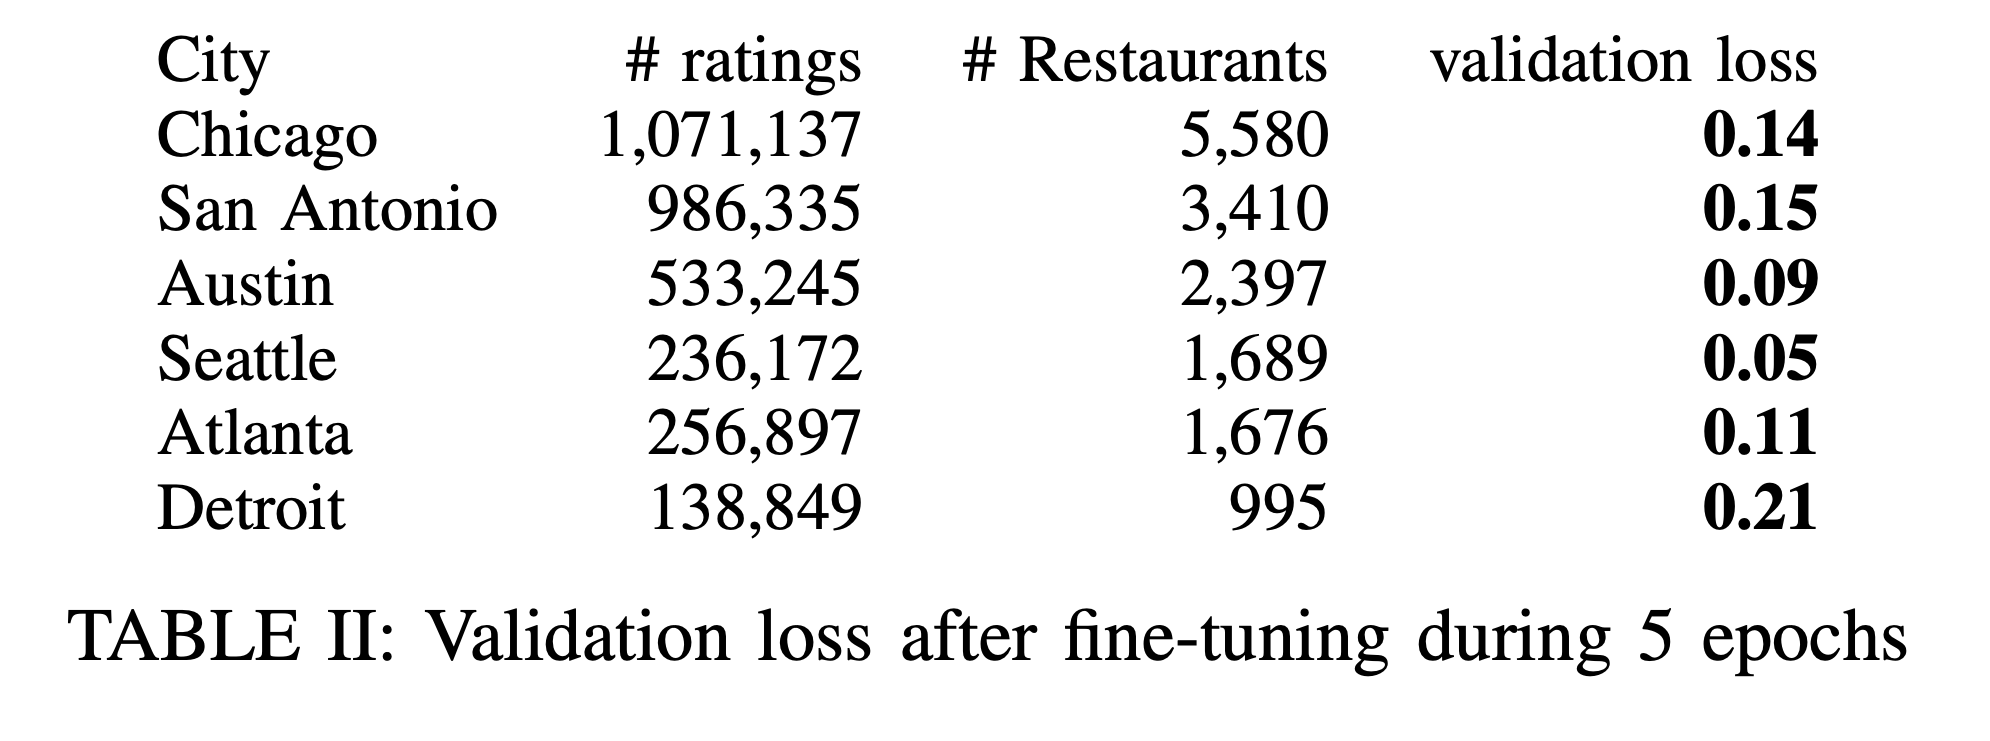 City # ratings # Restaurants validation loss
Chicago 1,071,137 5,580 0.14
San Antonio 986,335 3,410 0.15
Austin 533,245 2,397 0.09
Seattle 236,172 1,689 0.05
Atlanta 256,897 1,676 0.11
Detroit 138,849 995 0.21
TABLE II: Validation loss after fine-tuning during 5 epochs